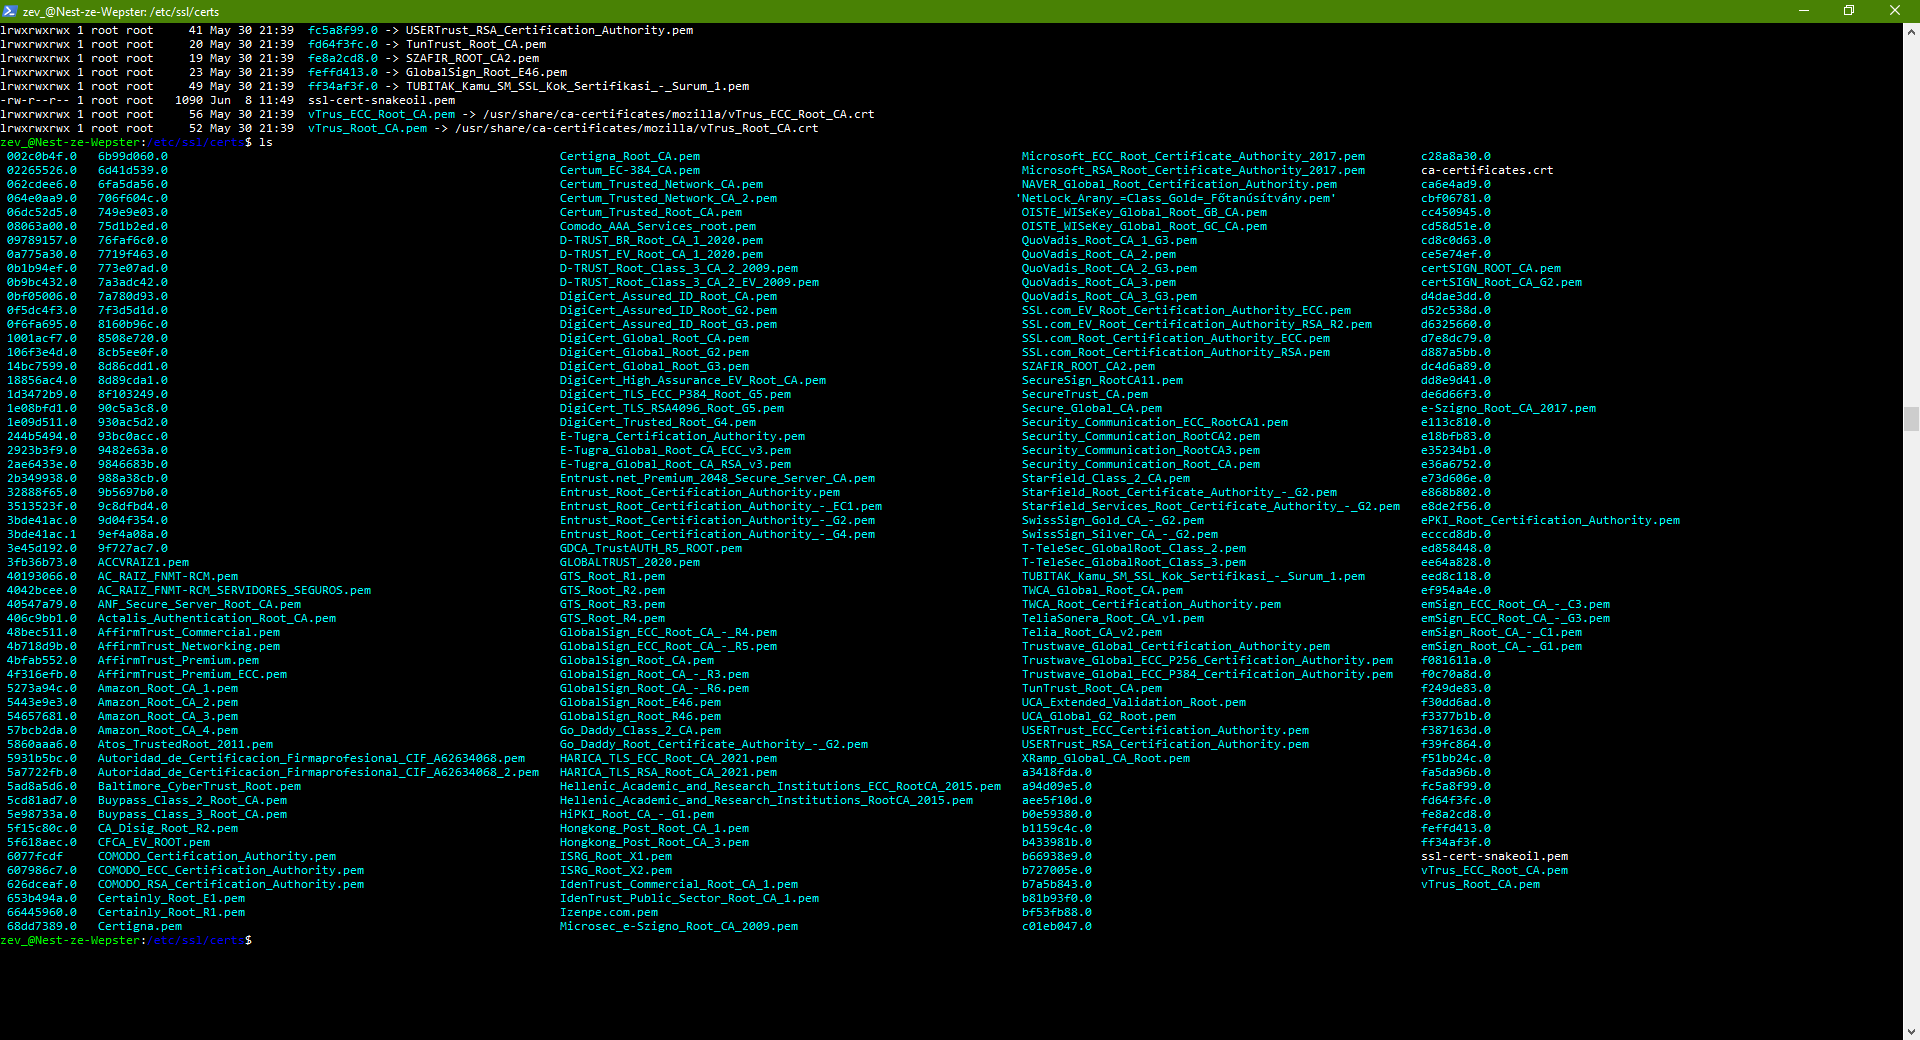 zev_@Nest-ze-Wepster: /etc/ssl/certs
lrwxrwxrwx 1 root root     41 May 30 21:39  fc5a8f99.0 -> USERTrust_RSA_Certification_Authority.pem
lrwxrwxrwx 1 root root     20 May 30 21:39  fd64f3fc.0 -> TunTrust_Root_CA.pem
lrwxrwxrwx 1 root root     19 May 30 21:39  fe8a2cd8.0 -> SZAFIR_ROOT_CA2.pem
lrwxrwxrwx 1 root root     23 May 30 21:39  feffd413.0 -> GlobalSign_Root_E46.pem
lrwxrwxrwx 1 root root     49 May 30 21:39  ff34af3f.0 -> TUBITAK_Kamu_SM_SSL_Kok_Sertifikasi_-_Surum_1.pem
-rw-r--r-- 1 root root   1090 Jun  8 11:49  ssl-cert-snakeoil.pem
lrwxrwxrwx 1 root root     56 May 30 21:39  vTrus_ECC_Root_CA.pem -> /usr/share/ca-certificates/mozilla/vTrus_ECC_Root_CA.crt
lrwxrwxrwx 1 root root     52 May 30 21:39  vTrus_Root_CA.pem -> /usr/share/ca-certificates/mozilla/vTrus_Root_CA.crt
zev_@Nest-ze-Wepster:/etc/ssl/certs$ ls
002c0b4f.0 6b99d060.0 Certigna_Root_CA.pem Microsoft_ECC_Root_Certificate_Authority_2017.pem c28a8a30.0
02265526.0 6d41d539.0 Certum_EC-384_CA.pem Microsoft_RSA_Root_Certificate_Authority_2017.pem ca-certificates.crt
062cdee6.0 6fa5da56.0 Certum_Trusted_Network_CA.pem NAVER_Global_Root_Certification_Authority.pem ca6e4ad9.0
064e0aa9.0 706f604c.0 Certum_Trusted_Network_CA_2.pem 'NetLock_Arany_=Class_Gold=_Főtanúsítvány.pem' cbf06781.0
06dc52d5.0 749e9e03.0 Certum_Trusted_Root_CA.pem OISTE_WISeKey_Global_Root_GB_CA.pem cc450945.0
08063a00.0 75d1b2ed.0 Comodo_AAA_Services_root.pem OISTE_WISeKey_Global_Root_GC_CA.pem cd58d51e.0
09789157.0 76faf6c0.0 D-TRUST_BR_Root_CA_1_2020.pem QuoVadis_Root_CA_1_G3.pem cd8c0d63.0
0a775a30.0 7719f463.0 D-TRUST_EV_Root_CA_1_2020.pem QuoVadis_Root_CA_2.pem ce5e74ef.0
0b1b94ef.0 773e07ad.0 D-TRUST_Root_Class_3_CA_2_2009.pem QuoVadis_Root_CA_2_G3.pem certSIGN_ROOT_CA.pem
0b9bc432.0 7a3adc42.0 D-TRUST_Root_Class_3_CA_2_EV_2009.pem QuoVadis_Root_CA_3.pem certSIGN_Root_CA_G2.pem
0bf05006.0 7a780d93.0 DigiCert_Assured_ID_Root_CA.pem QuoVadis_Root_CA_3_G3.pem d4dae3dd.0
0f5dc4f3.0 7f3d5d1d.0 DigiCert_Assured_ID_Root_G2.pem SSL.com_EV_Root_Certification_Authority_ECC.pem d52c538d.0
0f6fa695.0 8160b96c.0 DigiCert_Assured_ID_Root_G3.pem SSL.com_EV_Root_Certification_Authority_RSA_R2.pem d6325660.0
1001acf7.0 8508e720.0 DigiCert_Global_Root_CA.pem SSL.com_Root_Certification_Authority_ECC.pem d7e8dc79.0
106f3e4d.0 8cb5ee0f.0 DigiCert_Global_Root_G2.pem SSL.com_Root_Certification_Authority_RSA.pem d887a5bb.0
14bc7599.0 8d86cdd1.0 DigiCert_Global_Root_G3.pem SZAFIR_ROOT_CA2.pem dc4d6a89.0
18856ac4.0 8d89cda1.0 DigiCert_High_Assurance_EV_Root_CA.pem SecureSign_RootCA11.pem dd8e9d41.0
1d3472b9.0 8f103249.0 DigiCert_TLS_ECC_P384_Root_G5.pem SecureTrust_CA.pem de6d66f3.0
1e08bfd1.0 90c5a3c8.0 DigiCert_TLS_RSA4096_Root_G5.pem Secure_Global_CA.pem e-Szigno_Root_CA_2017.pem
1e09d511.0 930ac5d2.0 DigiCert_Trusted_Root_G4.pem Security_Communication_ECC_RootCA1.pem e113c810.0
244b5494.0 93bc0acc.0 E-Tugra_Certification_Authority.pem Security_Communication_RootCA2.pem e18bfb83.0
2923b3f9.0 9482e63a.0 E-Tugra_Global_Root_CA_ECC_v3.pem Security_Communication_RootCA3.pem e35234b1.0
2ae6433e.0 9846683b.0 E-Tugra_Global_Root_CA_RSA_v3.pem Security_Communication_Root_CA.pem e36a6752.0
2b349938.0 988a38cb.0 Entrust.net_Premium_2048_Secure_Server_CA.pem Starfield_Class_2_CA.pem e73d606e.0
32888f65.0 9b5697b0.0 Entrust_Root_Certification_Authority.pem Starfield_Root_Certificate_Authority_-_G2.pem e868b802.0
3513523f.0 9c8dfbd4.0 Entrust_Root_Certification_Authority_-_EC1.pem Starfield_Services_Root_Certificate_Authority_-_G2.pem e8de2f56.0
3bde41ac.0 9d04f354.0 Entrust_Root_Certification_Authority_-_G2.pem SwissSign_Gold_CA_-_G2.pem ePKI_Root_Certification_Authority.pem
3bde41ac.1 9ef4a08a.0 Entrust_Root_Certification_Authority_-_G4.pem SwissSign_Silver_CA_-_G2.pem ecccd8db.0
3e45d192.0 9f727ac7.0 GDCA_TrustAUTH_R5_ROOT.pem T-TeleSec_GlobalRoot_Class_2.pem ed858448.0
3fb36b73.0 ACCVRAIZ1.pem GLOBALTRUST_2020.pem T-TeleSec_GlobalRoot_Class_3.pem ee64a828.0
40193066.0 AC_RAIZ_FNMT-RCM.pem GTS_Root_R1.pem TUBITAK_Kamu_SM_SSL_Kok_Sertifikasi_-_Surum_1.pem eed8c118.0
4042bcee.0 AC_RAIZ_FNMT-RCM_SERVIDORES_SEGUROS.pem GTS_Root_R2.pem TWCA_Global_Root_CA.pem ef954a4e.0
40547a79.0 ANF_Secure_Server_Root_CA.pem GTS_Root_R3.pem TWCA_Root_Certification_Authority.pem emSign_ECC_Root_CA_-_C3.pem
406c9bb1.0 Actalis_Authentication_Root_CA.pem GTS_Root_R4.pem TeliaSonera_Root_CA_v1.pem emSign_ECC_Root_CA_-_G3.pem
48bec511.0 AffirmTrust_Commercial.pem GlobalSign_ECC_Root_CA_-_R4.pem Telia_Root_CA_v2.pem emSign_Root_CA_-_C1.pem
4b718d9b.0 AffirmTrust_Networking.pem GlobalSign_ECC_Root_CA_-_R5.pem Trustwave_Global_Certification_Authority.pem emSign_Root_CA_-_G1.pem
4bfab552.0 AffirmTrust_Premium.pem GlobalSign_Root_CA.pem Trustwave_Global_ECC_P256_Certification_Authority.pem f081611a.0
4f316efb.0 AffirmTrust_Premium_ECC.pem GlobalSign_Root_CA_-_R3.pem Trustwave_Global_ECC_P384_Certification_Authority.pem f0c70a8d.0
5273a94c.0 Amazon_Root_CA_1.pem GlobalSign_Root_CA_-_R6.pem TunTrust_Root_CA.pem f249de83.0
5443e9e3.0 Amazon_Root_CA_2.pem GlobalSign_Root_E46.pem UCA_Extended_Validation_Root.pem f30dd6ad.0
54657681.0 Amazon_Root_CA_3.pem GlobalSign_Root_R46.pem UCA_Global_G2_Root.pem f3377b1b.0
57bcb2da.0 Amazon_Root_CA_4.pem Go_Daddy_Class_2_CA.pem USERTrust_ECC_Certification_Authority.pem f387163d.0
5860aaa6.0 Atos_TrustedRoot_2011.pem Go_Daddy_Root_Certificate_Authority_-_G2.pem USERTrust_RSA_Certification_Authority.pem f39fc864.0
5931b5bc.0 Autoridad_de_Certificacion_Firmaprofesional_CIF_A62634068.pem HARICA_TLS_ECC_Root_CA_2021.pem XRamp_Global_CA_Root.pem f51bb24c.0
5a7722fb.0 Autoridad_de_Certificacion_Firmaprofesional_CIF_A62634068_2.pem HARICA_TLS_RSA_Root_CA_2021.pem a3418fda.0 fa5da96b.0
5ad8a5d6.0 Baltimore_CyberTrust_Root.pem Hellenic_Academic_and_Research_Institutions_ECC_RootCA_2015.pem a94d09e5.0 fc5a8f99.0
5cd81ad7.0 Buypass_Class_2_Root_CA.pem Hellenic_Academic_and_Research_Institutions_RootCA_2015.pem aee5f10d.0 fd64f3fc.0
5e98733a.0 Buypass_Class_3_Root_CA.pem HiPKI_Root_CA_-_G1.pem b0e59380.0 fe8a2cd8.0
5f15c80c.0 CA_Disig_Root_R2.pem Hongkong_Post_Root_CA_1.pem b1159c4c.0 feffd413.0
5f618aec.0 CFCA_EV_ROOT.pem Hongkong_Post_Root_CA_3.pem b433981b.0 ff34af3f.0
6077fcdf COMODO_Certification_Authority.pem ISRG_Root_X1.pem b66938e9.0 ssl-cert-snakeoil.pem
607986c7.0 COMODO_ECC_Certification_Authority.pem ISRG_Root_X2.pem b727005e.0 vTrus_ECC_Root_CA.pem
626dceaf.0 COMODO_RSA_Certification_Authority.pem IdenTrust_Commercial_Root_CA_1.pem b7a5b843.0 vTrus_Root_CA.pem
653b494a.0 Certainly_Root_E1.pem IdenTrust_Public_Sector_Root_CA_1.pem b81b93f0.0
66445960.0 Certainly_Root_R1.pem Izenpe.com.pem bf53fb88.0
68dd7389.0 Certigna.pem Microsec_e-Szigno_Root_CA_2009.pem c01eb047.0
zev_@Nest-ze-Wepster:/etc/ssl/certs$